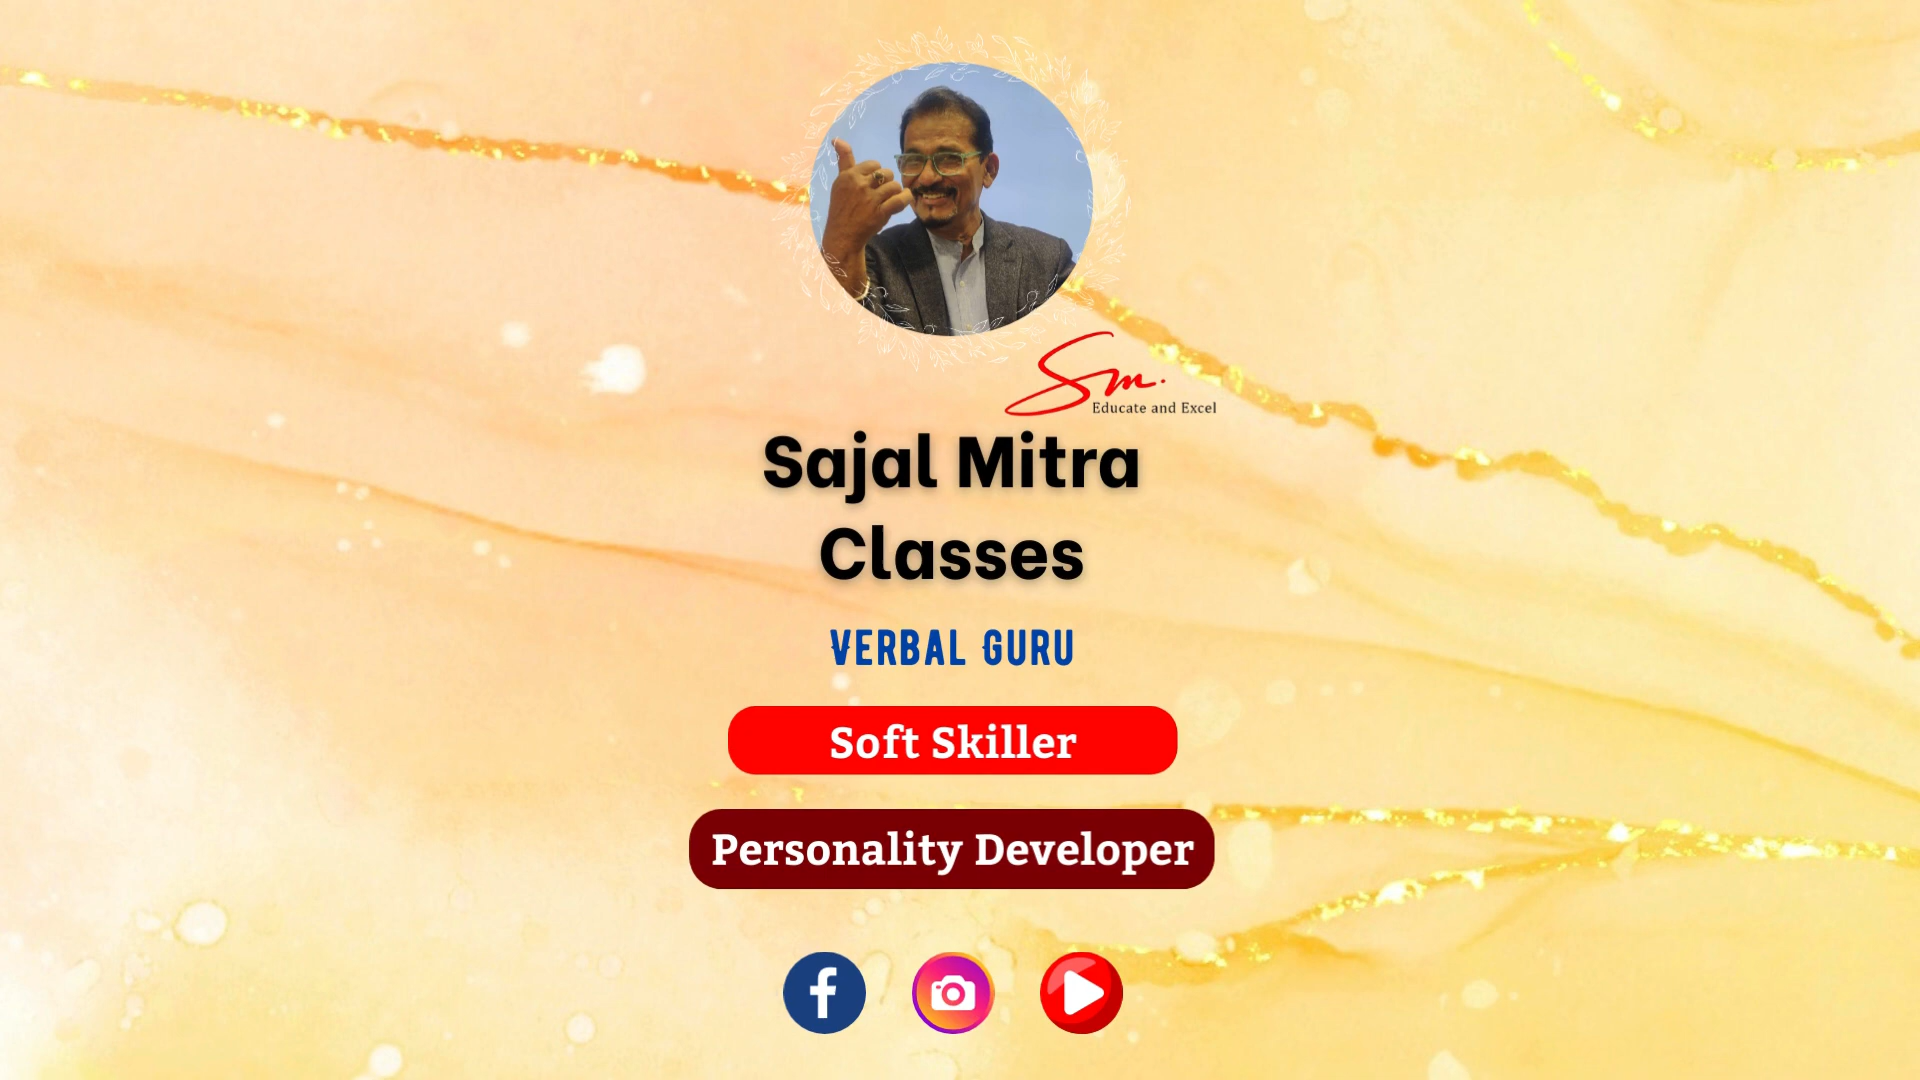 Sm.
Educate and Excel
Sajal Mitra
Classes
VERBAL GURU
Soft Skiller
Personality Developer